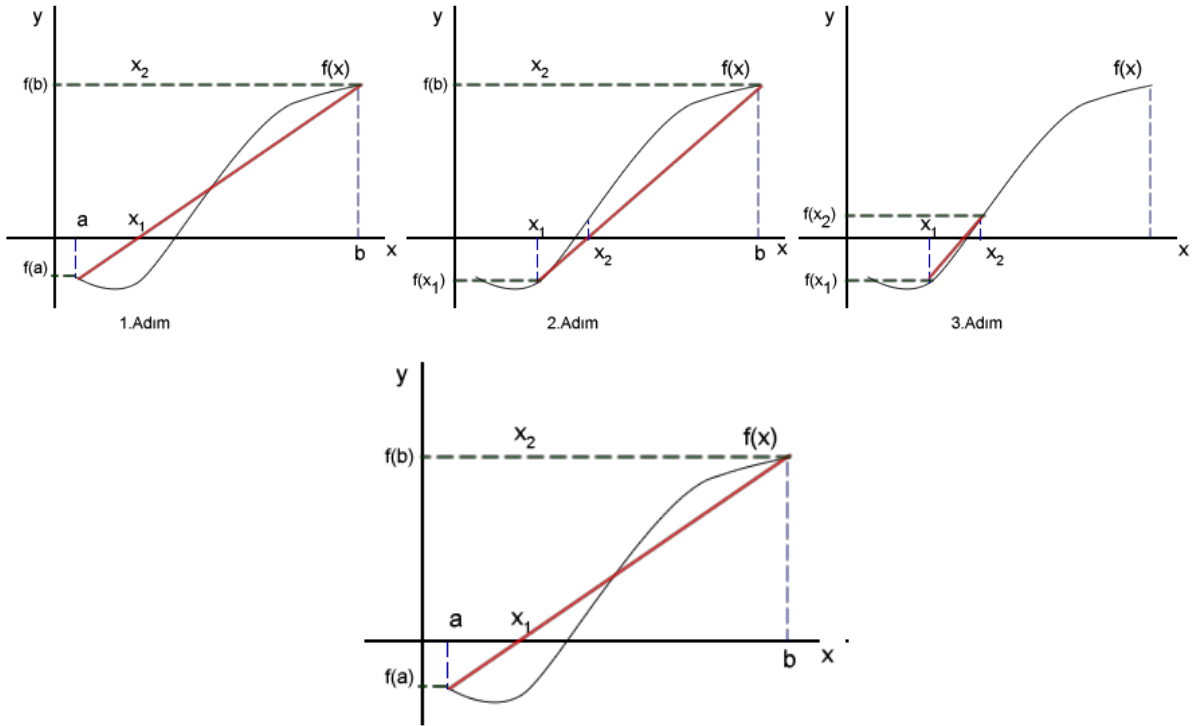 y
x₂
f(x)
f(b)
a
x₁
b
x
f(a)
1.Adım
y
x₂
f(x)
f(b)
x₁
x₂
b
x
f(x₁)
2.Adım
y
f(x)
f(x₂)
x₁
x₂
x
f(x₁)
3.Adım
y
x₂
f(x)
f(b)
a
x₁
b
x
f(a)